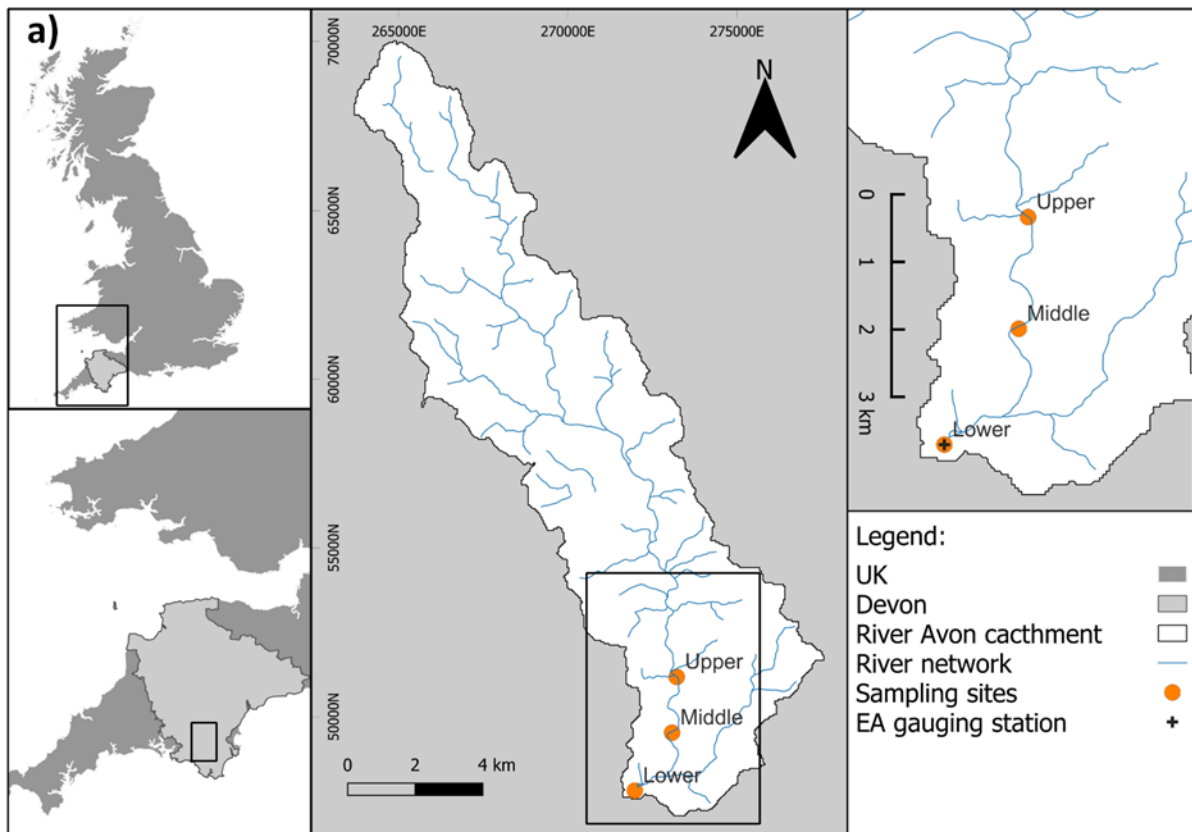 a)
265000E
270000E
275000E
70000N
65000N
60000N
55000N
50000N
N
Upper
Middle
Lower
0 2 4 km
Upper
Middle
Lower
0
1
2
3 km
Legend:
UK
Devon
River Avon cacthment
River network
Sampling sites
EA gauging station